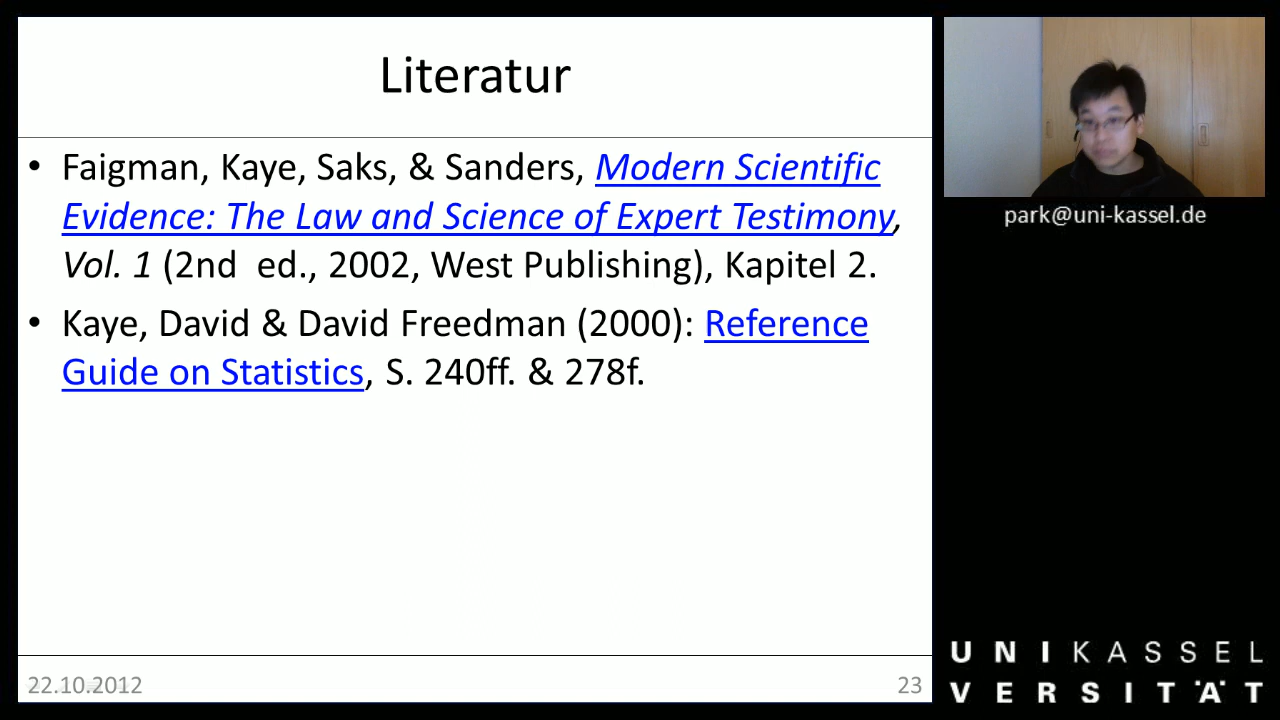 Literatur
• Faigman, Kaye, Saks, & Sanders, Modern Scientific
Evidence: The Law and Science of Expert Testimony,
Vol. 1 (2nd  ed., 2002, West Publishing), Kapitel 2.
• Kaye, David & David Freedman (2000): Reference
Guide on Statistics, S. 240ff. & 278f.
22.10.2012
23
park@uni-kassel.de
UNIKASSEL
VERSITÄT